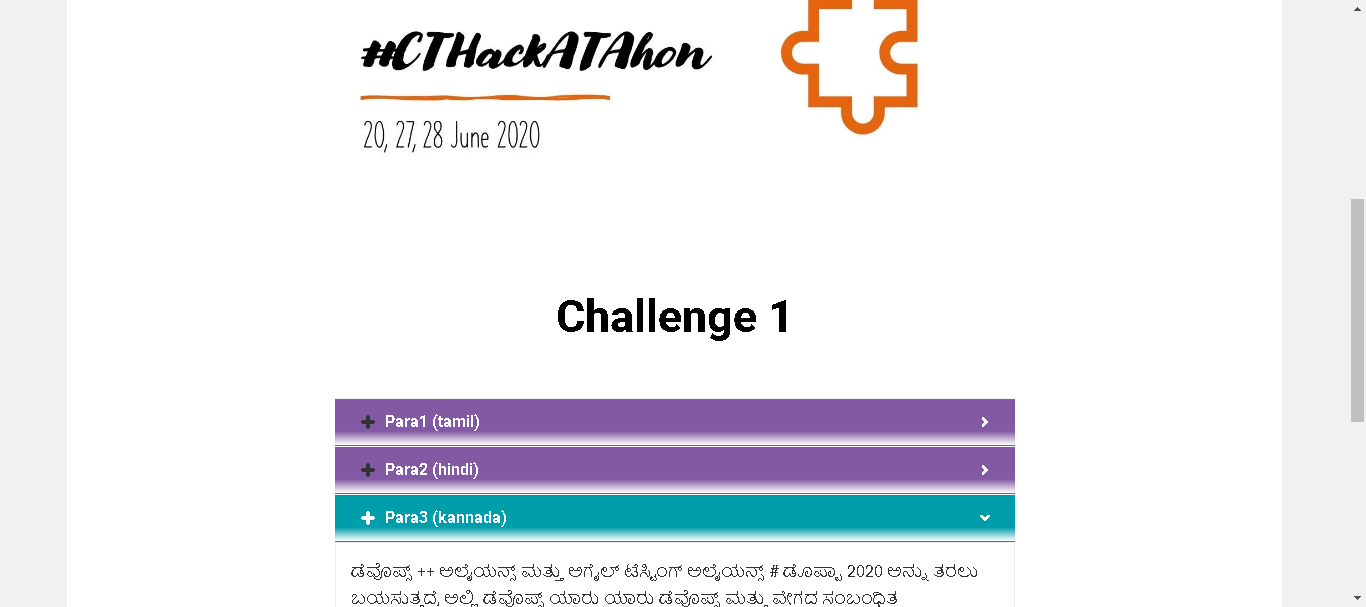 #CTHackATAhon
20, 27, 28 June 2020
Challenge 1
Para1 (tamil)
Para2 (hindi)
Para3 (kannada)
ಡೆವೊಪ್ಸ್ ++ ಅಲೈಯನ್ಸ್ ಮತ್ತು ಅಗೈಲ್ ಟೆಸ್ಟಿಂಗ್ ಅಲೈಯನ್ಸ್ # ಡೊಪ್ಪಾ 2020 ಅನ್ನು ತರಲು
ಬಯಸುತ್ತದೆ, ಅಲ್ಲಿ ಡೆವೊಪ್ಸ್ ಯಾರು ಯಾರು ಡೆವೊಪ್ಸ್ ಮತ್ತು ವೇಗದ ಸಂಬಂಧಿತ